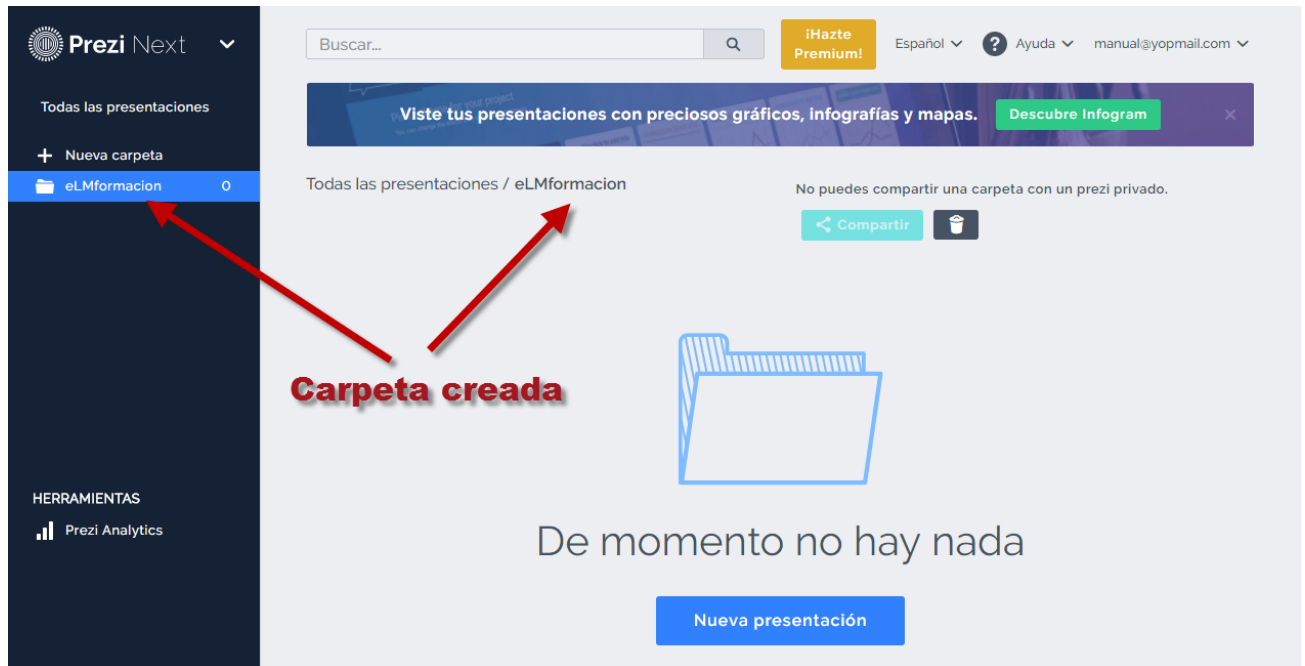 Prezi Next
Buscar...
¡Hazte
Premium!
Español
? Ayuda
manual@yopmail.com
Todas las presentaciones
Viste tus presentaciones con preciosos gráficos, infografías y mapas.
Descubre Infogram
Nueva carpeta
eLMformacion 0
Todas las presentaciones / eLMformacion
No puedes compartir una carpeta con un prezi privado.
Compartir
Carpeta creada
HERRAMIENTAS
Prezi Analytics
De momento no hay nada
Nueva presentación